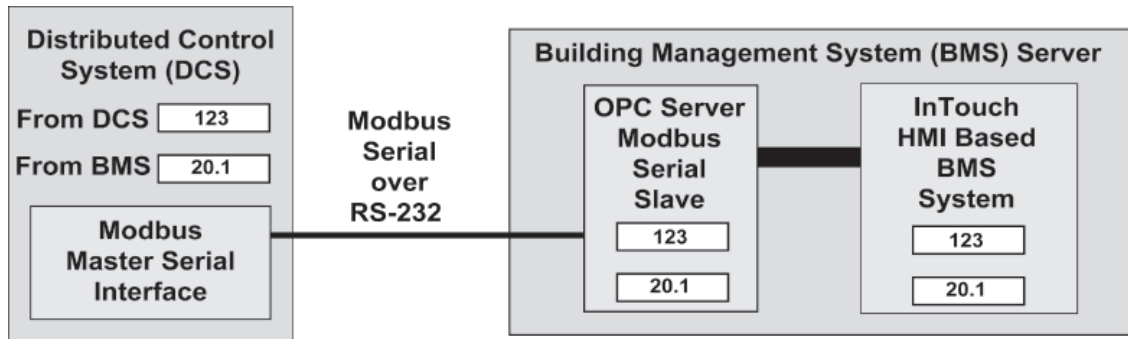 Distributed Control
System (DCS)
From DCS 123
From BMS 20.1
Modbus
Master Serial
Interface
Modbus
Serial
over
RS-232
Building Management System (BMS) Server
OPC Server
Modbus
Serial
Slave
123
20.1
InTouch
HMI Based
BMS
System
123
20.1